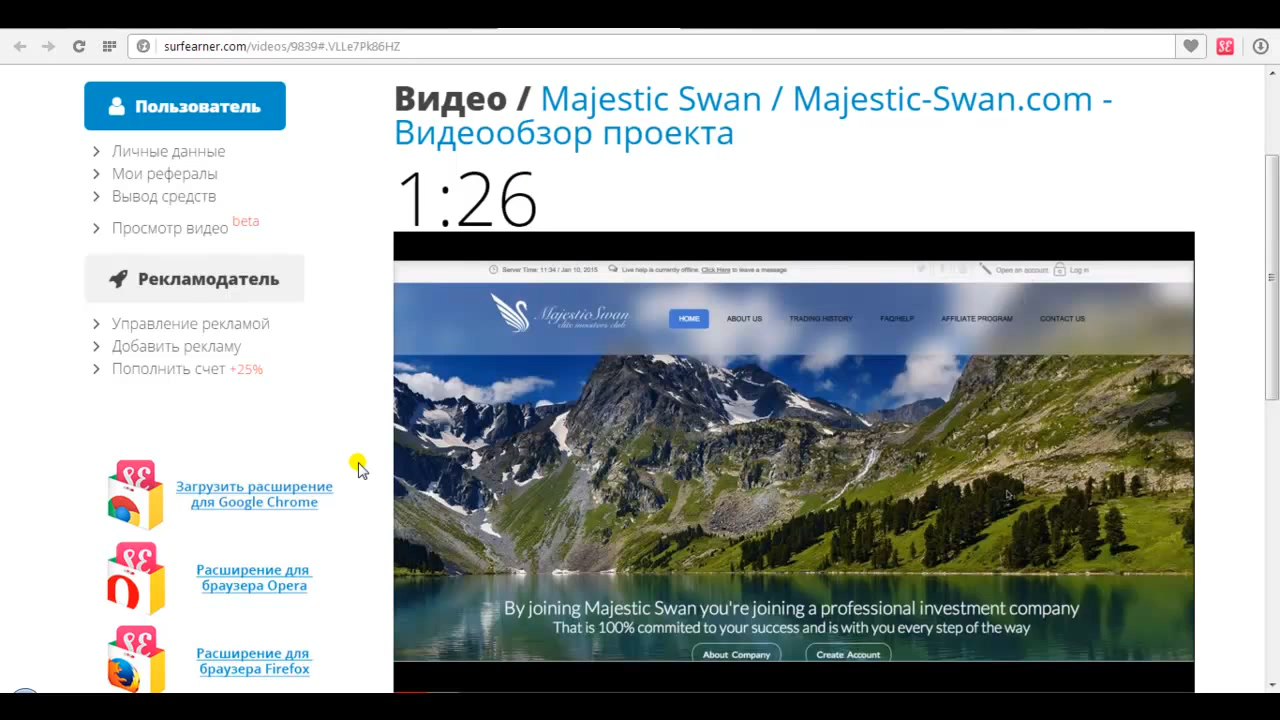 surfearner.com/videos/9839#.VLLe7Pk86HZ
Пользователь
Личные данные
Мои рефералы
Вывод средств
Просмотр видео beta
Рекламодатель
Управление рекламой
Добавить рекламу
Пополнить счет +25%
Загрузить расширение
для Google Chrome
Расширение для
браузера Opera
Расширение для
браузера Firefox
Видео / Majestic Swan / Majestic-Swan.com -
Видеообзор проекта
1:26
Server Time: 11:34 / Jan 10, 2015 Live help is currently offline. Click Here to leave a message Open an account Log in
Majestic Swan
elite investors club
HOME ABOUT US TRADING HISTORY FAQ/HELP AFFILIATE PROGRAM CONTACT US
By joining Majestic Swan you're joining a professional investment company
That is 100% commited to your success and is with you every step of the way
About Company Create Account